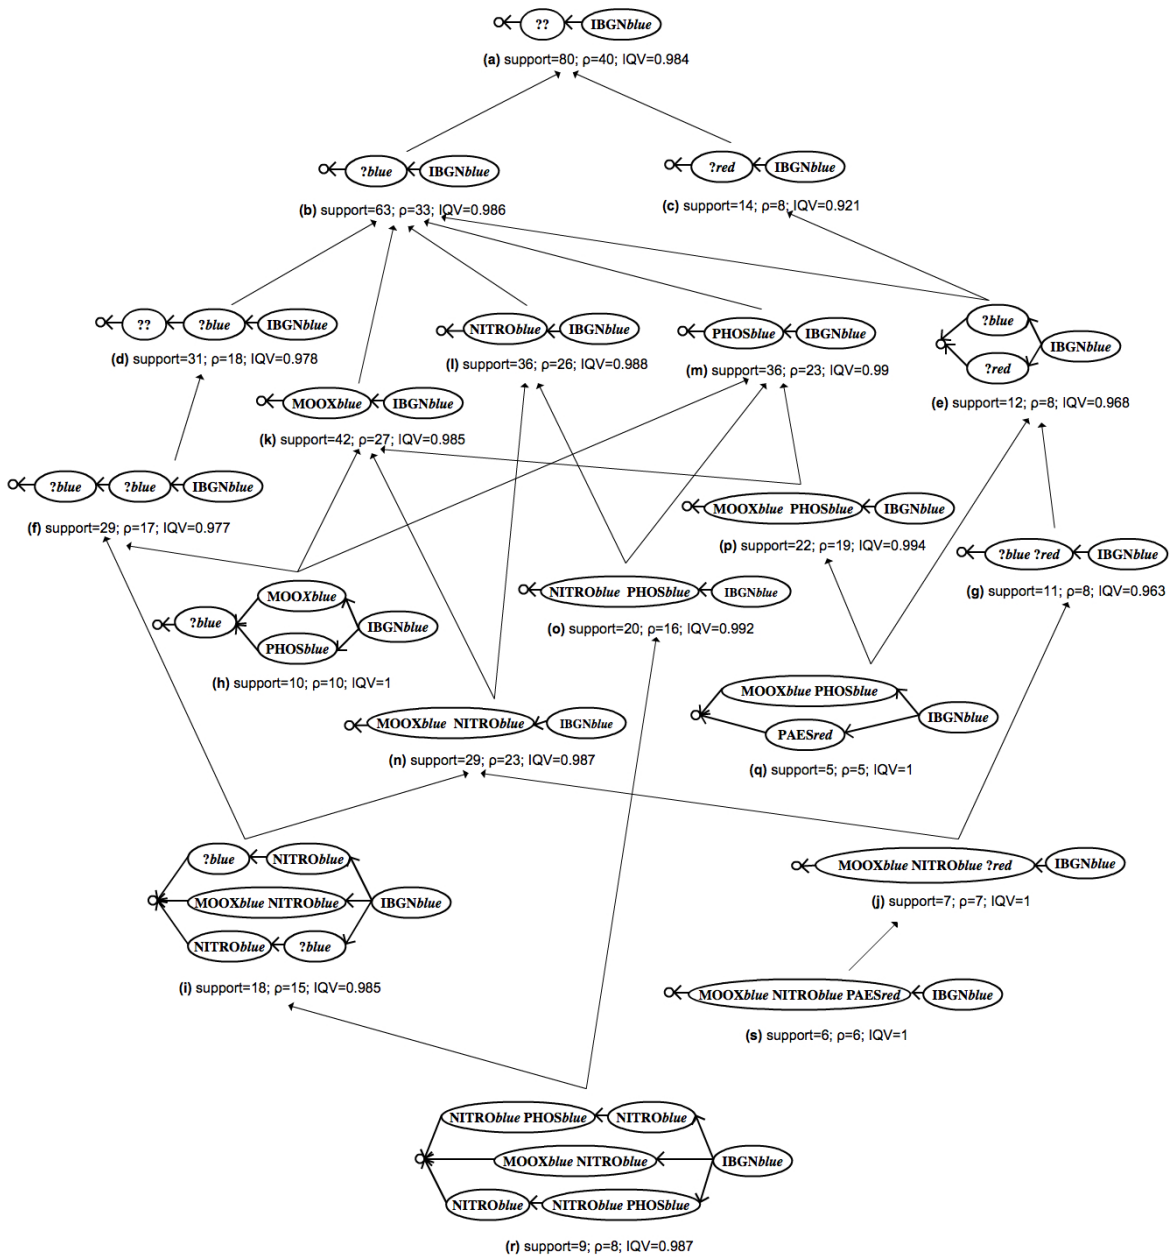 ?? IBGNblue
(a) support=80; ρ=40; IQV=0.984
?blue IBGNblue
(b) support=63; ρ=33; IQV=0.986
?red IBGNblue
(c) support=14; ρ=8; IQV=0.921
?? ?blue IBGNblue
(d) support=31; ρ=18; IQV=0.978
NITROblue IBGNblue
(l) support=36; ρ=26; IQV=0.988
PHOSblue IBGNblue
(m) support=36; ρ=23; IQV=0.99
?blue
IBGNblue
?red
(e) support=12; ρ=8; IQV=0.968
MOOXblue IBGNblue
(k) support=42; ρ=27; IQV=0.985
?blue ?blue IBGNblue
(f) support=29; ρ=17; IQV=0.977
MOOXblue PHOSblue IBGNblue
(p) support=22; ρ=19; IQV=0.994
?blue ?red IBGNblue
(g) support=11; ρ=8; IQV=0.963
MOOXblue
?blue IBGNblue
PHOSblue
(h) support=10; ρ=10; IQV=1
NITROblue PHOSblue IBGNblue
(o) support=20; ρ=16; IQV=0.992
MOOXblue NITROblue IBGNblue
(n) support=29; ρ=23; IQV=0.987
MOOXblue PHOSblue
IBGNblue
PAESred
(q) support=5; ρ=5; IQV=1
?blue NITROblue
MOOXblue NITROblue IBGNblue
NITROblue ?blue
(i) support=18; ρ=15; IQV=0.985
MOOXblue NITROblue ?red IBGNblue
(j) support=7; ρ=7; IQV=1
MOOXblue NITROblue PAESred IBGNblue
(s) support=6; ρ=6; IQV=1
NITROblue PHOSblue NITROblue
MOOXblue NITROblue IBGNblue
NITROblue NITROblue PHOSblue
(r) support=9; ρ=8; IQV=0.987